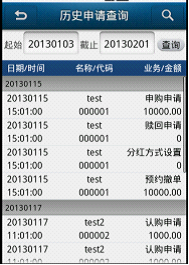 历史申请查询
起始 20130103 截止 20130201 查询
日期/时间 名称/代码 业务/金额
20130115
20130115 test 申购申请
15:01:00 000001 10000.00
20130115 test 赎回申请
15:01:00 000001 0
20130115 test 分红方式设置
15:01:00 000001 0
20130115 test 预约撤单
15:01:00 000001 10000.00
20130117
20130117 test2 认购申请
11:01:00 000002 1000.00
20130117 test2 认购申请
11:01:00 000002 10000.00